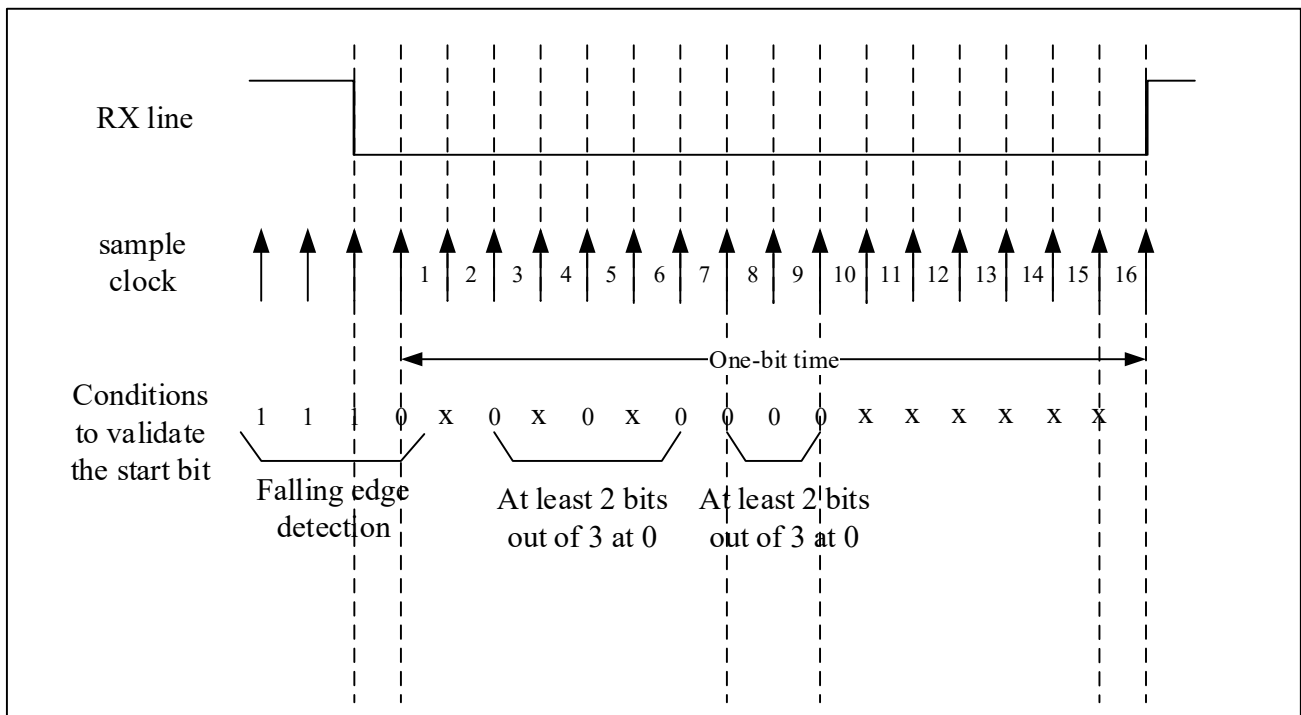 RX line
sample
clock
1 2 3 4 5 6 7 8 9 10 11 12 13 14 15 16
One-bit time
Conditions
to validate
the start bit
1 1 1 0 x 0 x 0 x 0 0 0 0 x x x x x x
Falling edge
detection
At least 2 bits
out of 3 at 0
At least 2 bits
out of 3 at 0